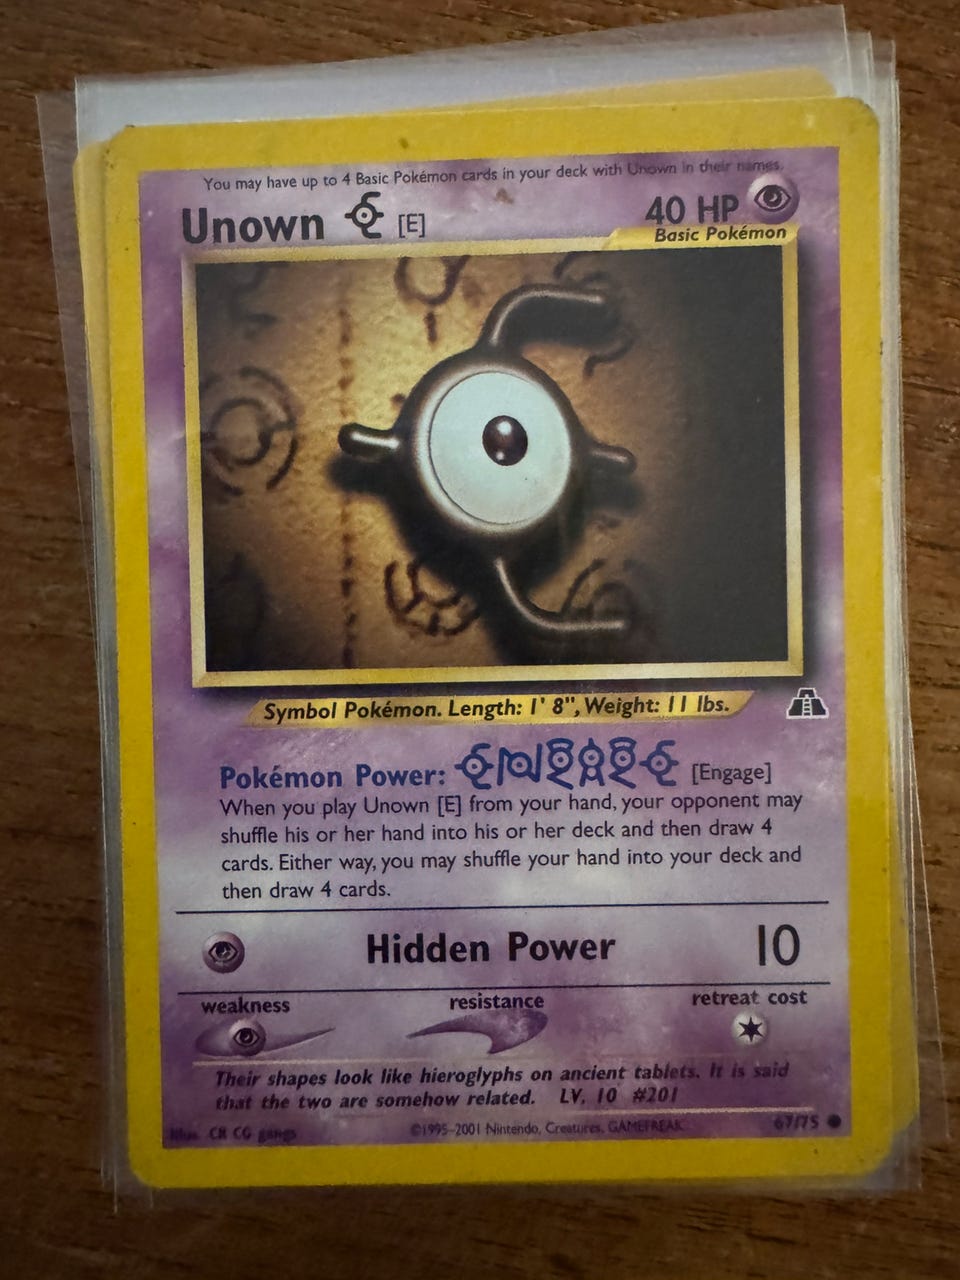 You may have up to 4 Basic Pokémon cards in your deck with Unown in their names.
Unown E [E] 40 HP
Basic Pokémon
Symbol Pokémon. Length: 1' 8", Weight: 11 lbs.
Pokémon Power: ENGAGE [Engage]
When you play Unown [E] from your hand, your opponent may
shuffle his or her hand into his or her deck and then draw 4
cards. Either way, you may shuffle your hand into your deck and
then draw 4 cards.
Hidden Power 10
weakness resistance retreat cost
Their shapes look like hieroglyphs on ancient tablets. It is said
that the two are somehow related. LV. 10 #201
Illus. CR CG gangs ©1995-2001 Nintendo, Creatures, GAMEFREAK. 67/75